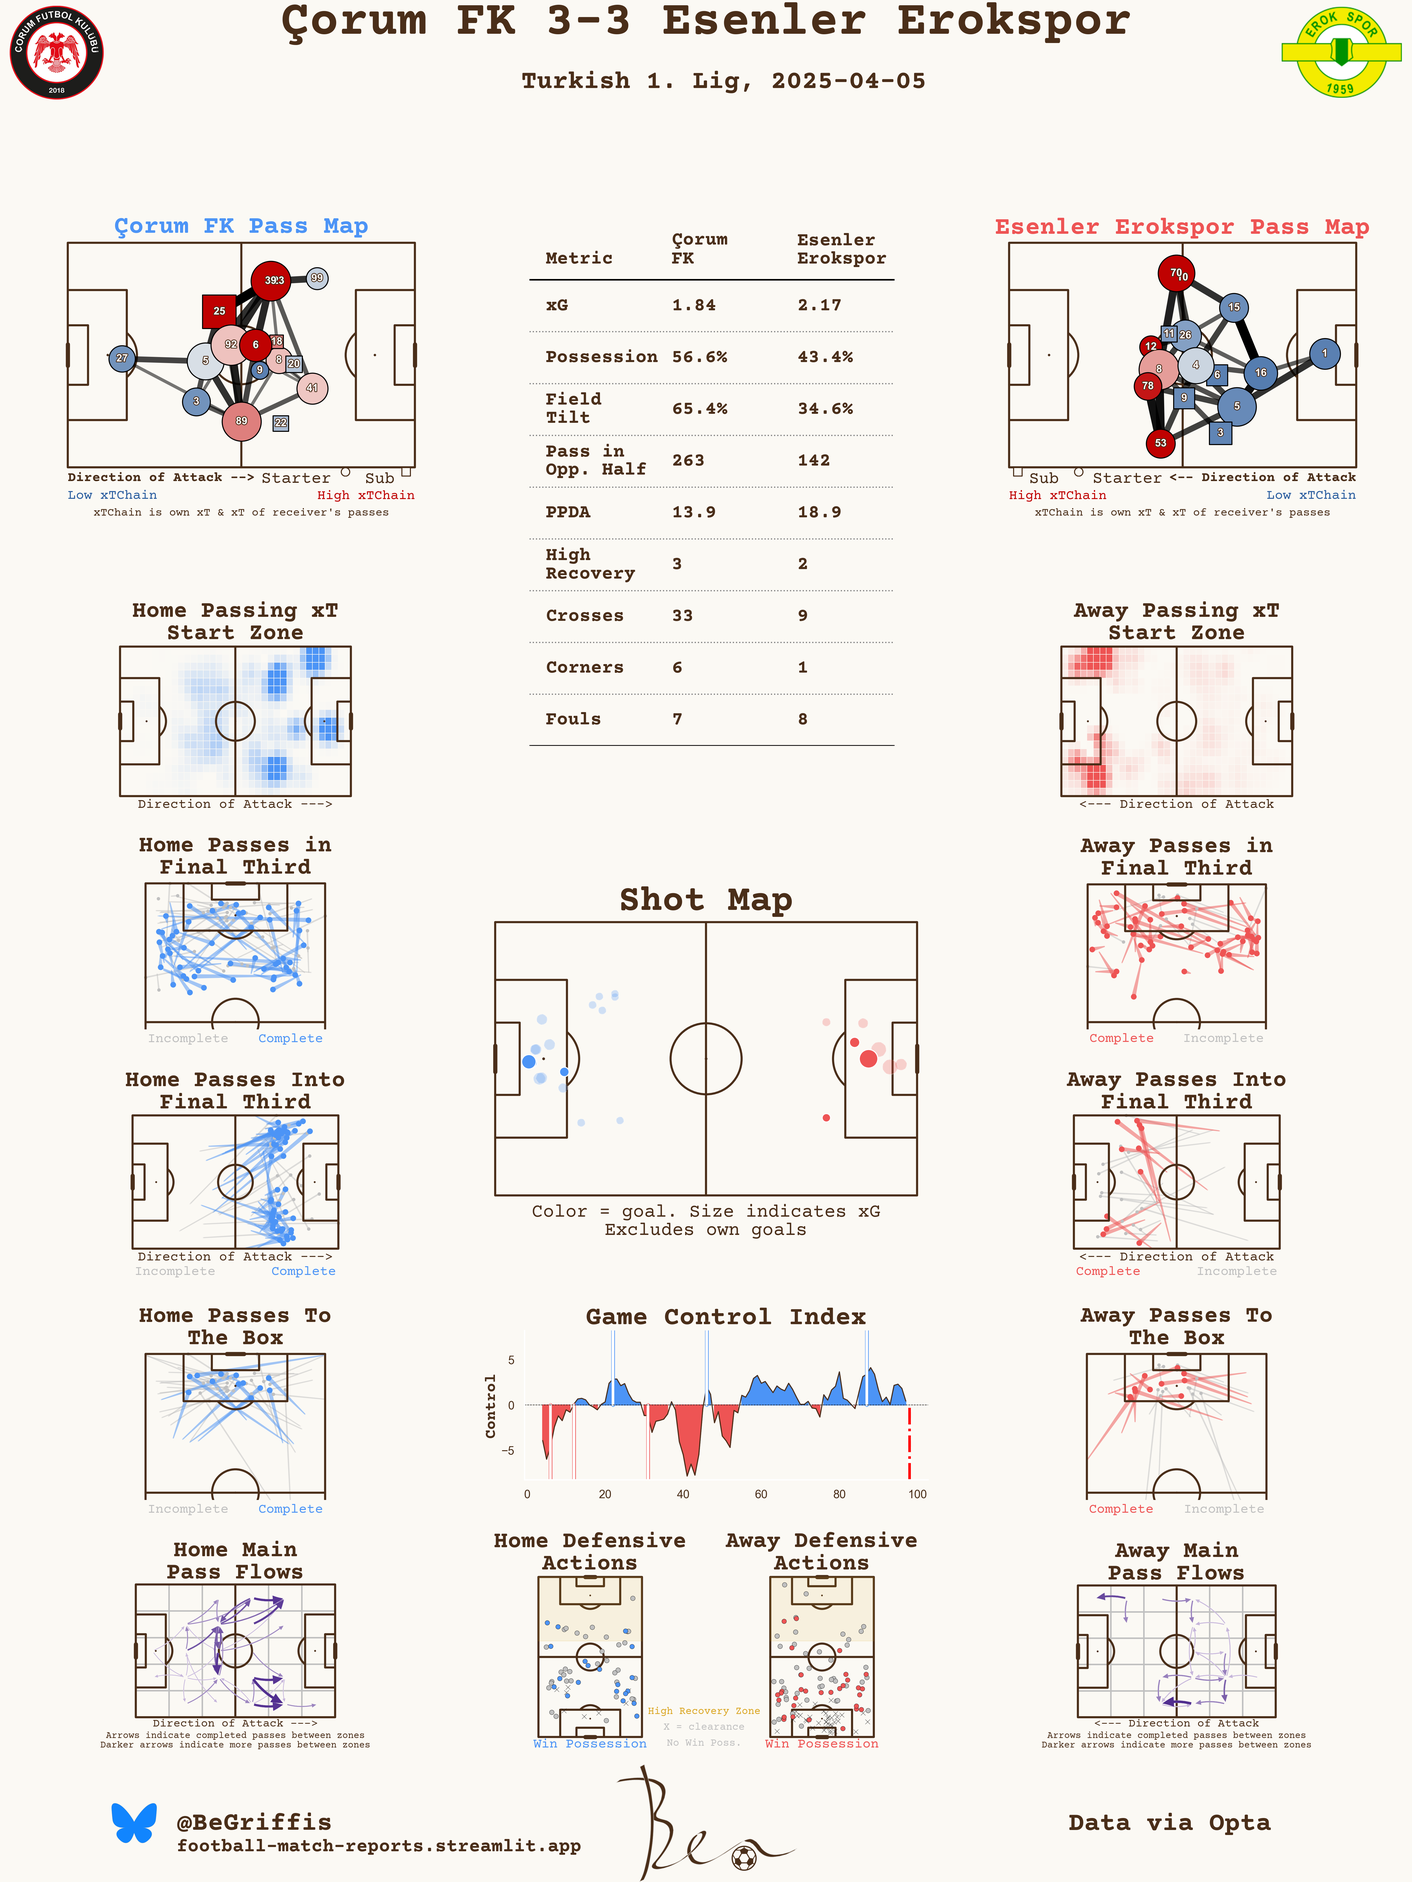 Çorum FK 3-3 Esenler Erokspor
Turkish 1. Lig, 2025-04-05
ÇORUM FUTBOL KULUBU
2018
EROK SPOR
1959
Çorum FK Pass Map
39
99
25
92
6
18
8
20
27
5
9
41
3
89
22
Direction of Attack --> Starter Sub
Low xTChain High xTChain
xTChain is own xT & xT of receiver's passes
Metric Çorum FK Esenler Erokspor
xG 1.84 2.17
Possession 56.6% 43.4%
Field Tilt 65.4% 34.6%
Pass in Opp. Half 263 142
PPDA 13.9 18.9
High Recovery 3 2
Crosses 33 9
Corners 6 1
Fouls 7 8
Esenler Erokspor Pass Map
70
10
15
11
26
12
1
8
4
6
16
78
9
5
3
53
Sub Starter <-- Direction of Attack
High xTChain Low xTChain
xTChain is own xT & xT of receiver's passes
Home Passing xT
Start Zone
Direction of Attack --->
Away Passing xT
Start Zone
<--- Direction of Attack
Home Passes in
Final Third
Incomplete Complete
Away Passes in
Final Third
Complete Incomplete
Shot Map
Color = goal. Size indicates xG
Excludes own goals
Home Passes Into
Final Third
Direction of Attack --->
Incomplete Complete
Away Passes Into
Final Third
<--- Direction of Attack
Complete Incomplete
Home Passes To
The Box
Incomplete Complete
Game Control Index
Control
5
0
−5
0 20 40 60 80 100
Away Passes To
The Box
Complete Incomplete
Home Main
Pass Flows
Direction of Attack --->
Arrows indicate completed passes between zones
Darker arrows indicate more passes between zones
Home Defensive
Actions
Win Possession
High Recovery Zone
X = clearance
No Win Poss.
Away Defensive
Actions
Win Possession
Away Main
Pass Flows
<--- Direction of Attack
Arrows indicate completed passes between zones
Darker arrows indicate more passes between zones
@BeGriffis
football-match-reports.streamlit.app
Ben
Data via Opta